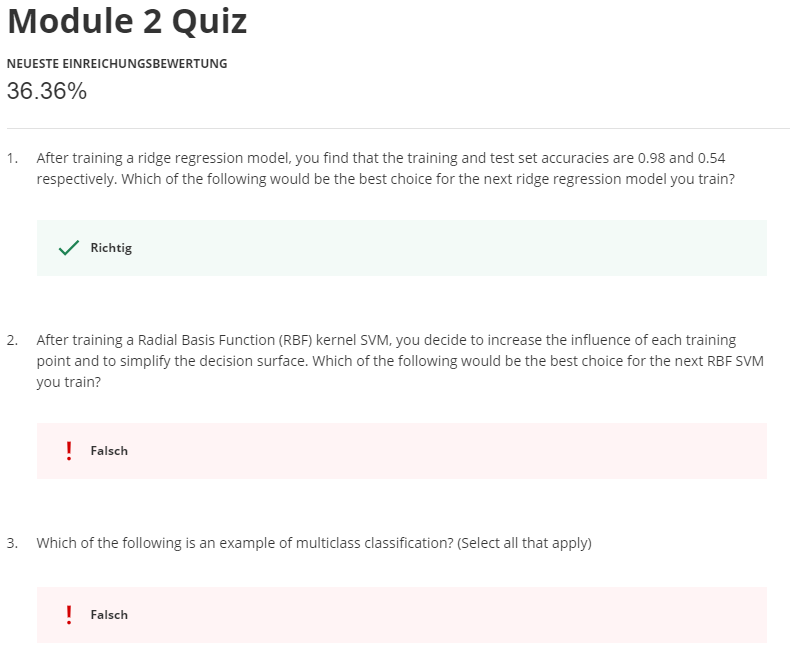 Module 2 Quiz
NEUESTE EINREICHUNGSBEWERTUNG
36.36%
1. After training a ridge regression model, you find that the training and test set accuracies are 0.98 and 0.54
respectively. Which of the following would be the best choice for the next ridge regression model you train?
Richtig
2. After training a Radial Basis Function (RBF) kernel SVM, you decide to increase the influence of each training
point and to simplify the decision surface. Which of the following would be the best choice for the next RBF SVM
you train?
Falsch
3. Which of the following is an example of multiclass classification? (Select all that apply)
Falsch